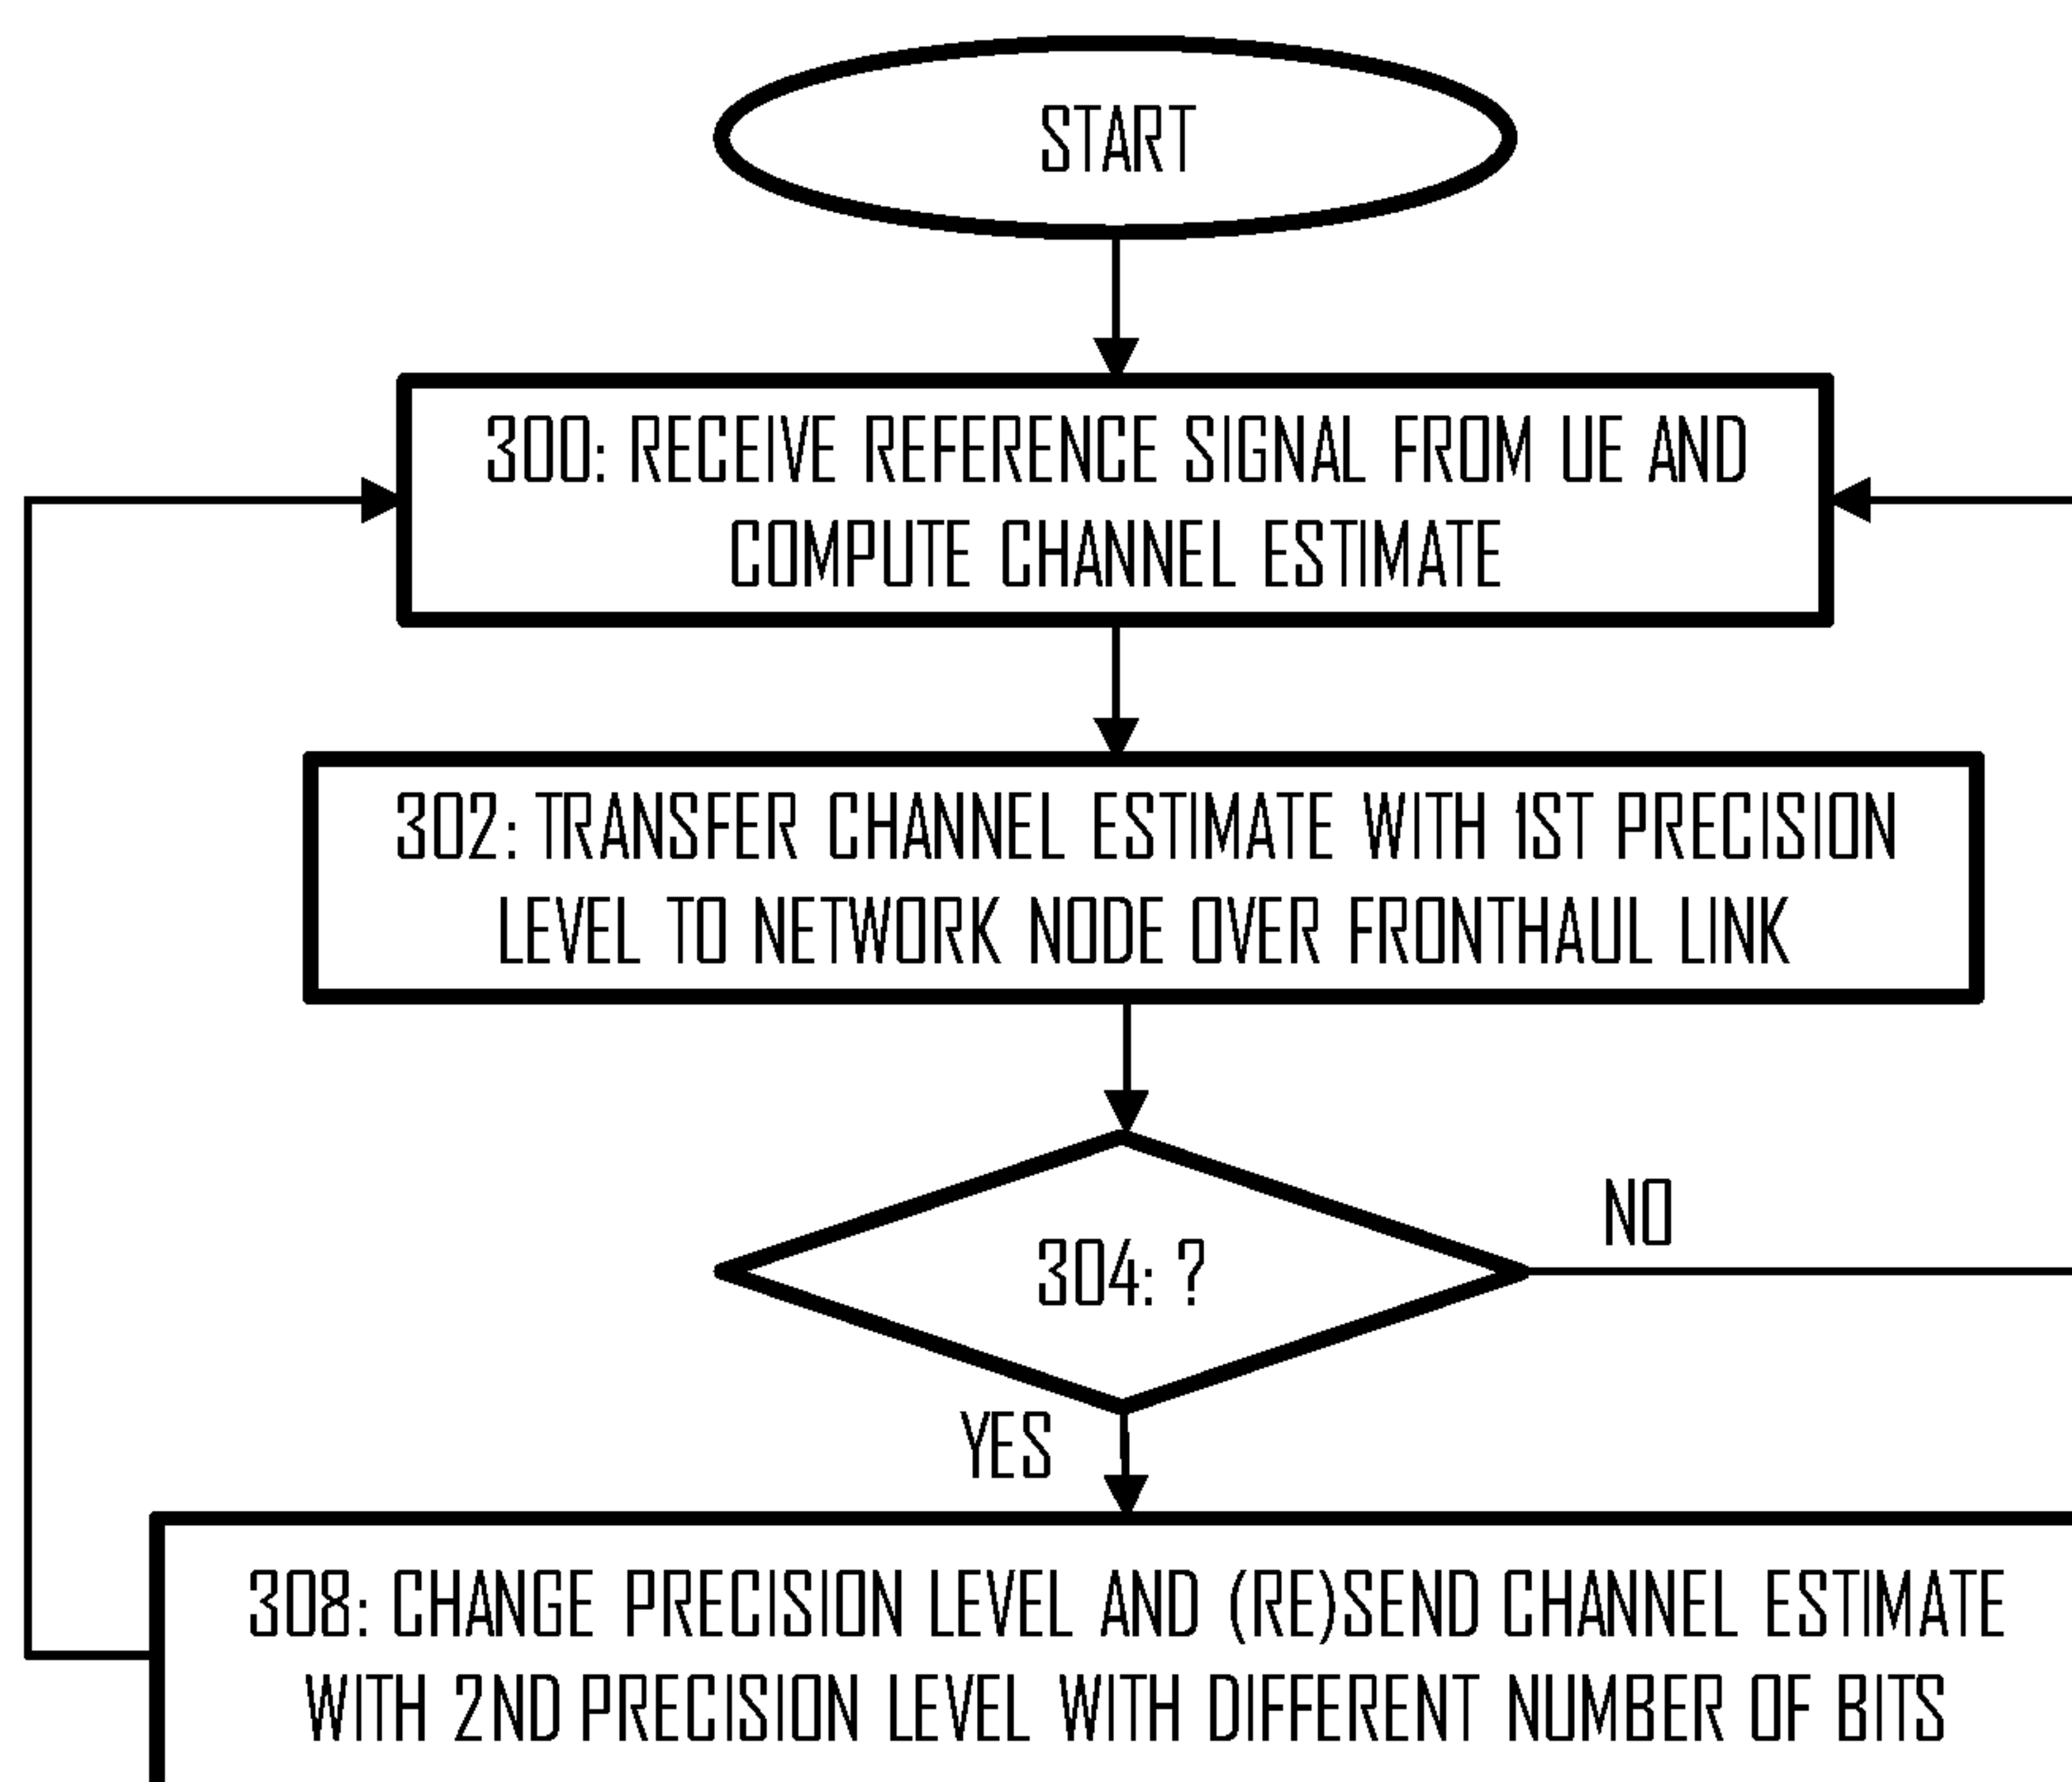 START
300: RECEIVE REFERENCE SIGNAL FROM UE AND
COMPUTE CHANNEL ESTIMATE
302: TRANSFER CHANNEL ESTIMATE WITH 1ST PRECISION
LEVEL TO NETWORK NODE OVER FRONTHAUL LINK
304: ?
NO
YES
308: CHANGE PRECISION LEVEL AND (RE)SEND CHANNEL ESTIMATE
WITH 2ND PRECISION LEVEL WITH DIFFERENT NUMBER OF BITS